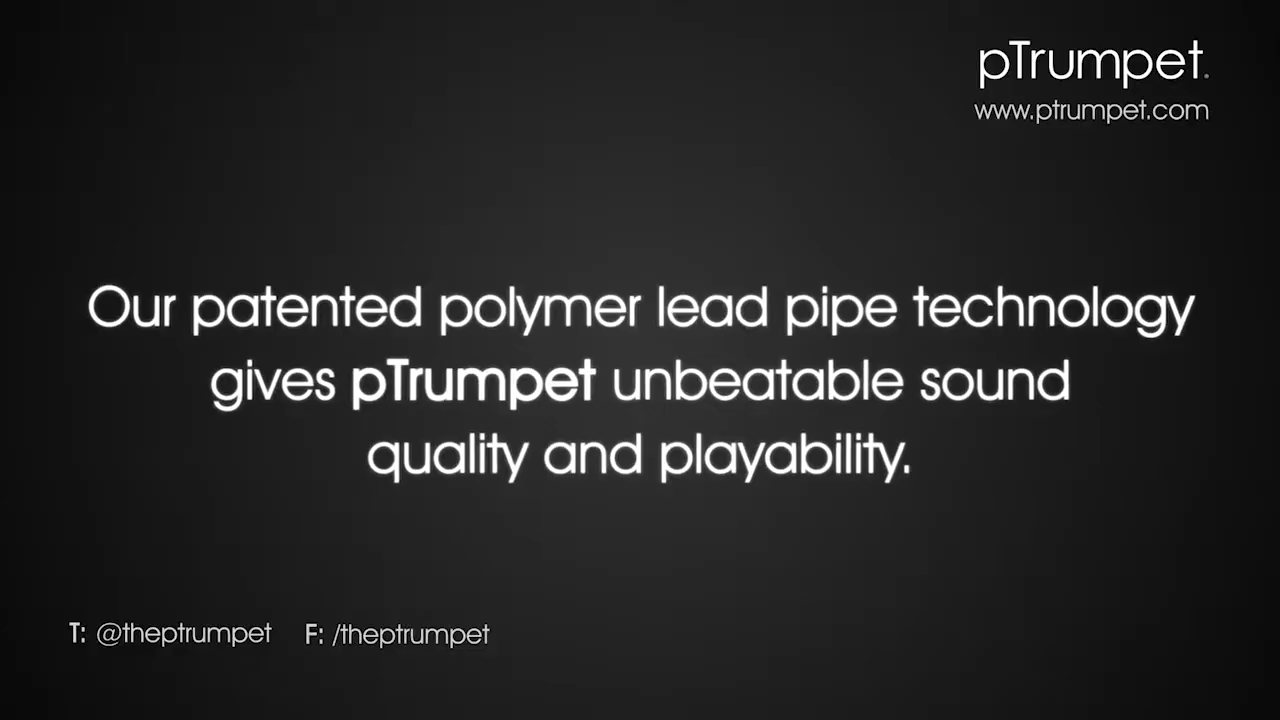 pTrumpet.
www.ptrumpet.com
Our patented polymer lead pipe technology
gives pTrumpet unbeatable sound
quality and playability.
T: @theptrumpet F: /theptrumpet